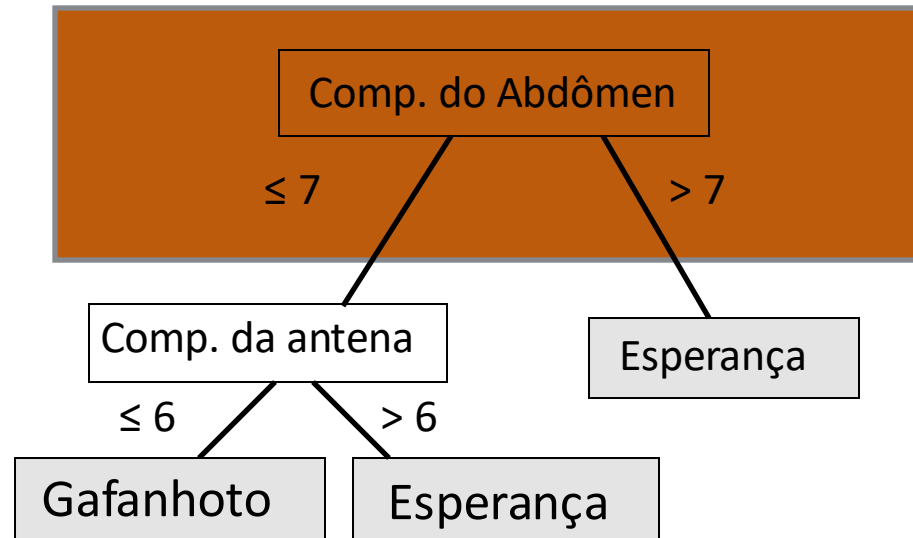 Comp. do Abdômen
≤ 7
> 7
Comp. da antena
Esperança
≤ 6
> 6
Gafanhoto
Esperança